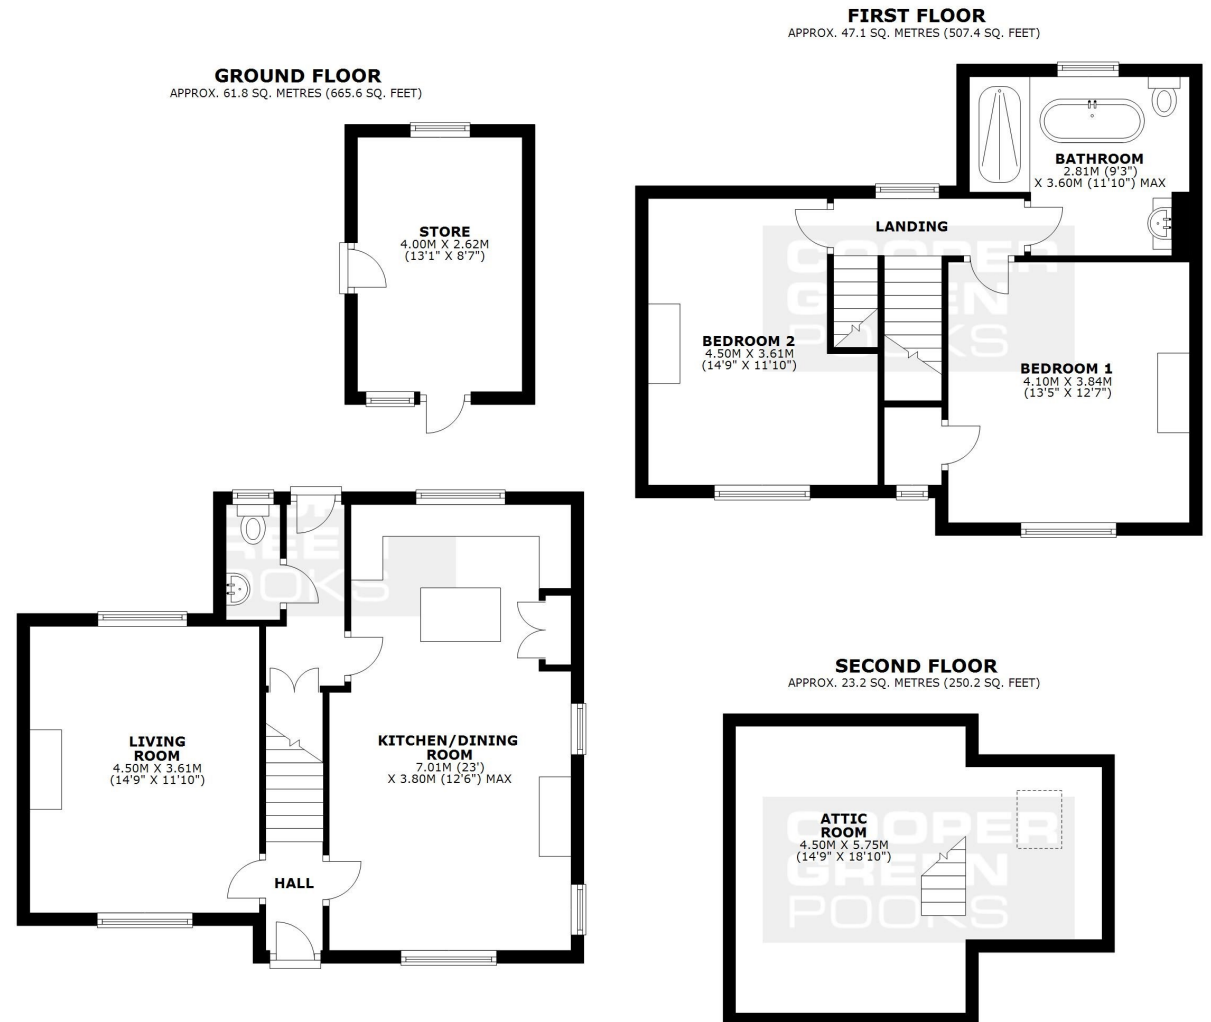 FIRST FLOOR
APPROX. 47.1 SQ. METRES (507.4 SQ. FEET)
GROUND FLOOR
APPROX. 61.8 SQ. METRES (665.6 SQ. FEET)
STORE
4.00M X 2.62M
(13'1" X 8'7")
BATHROOM
2.81M (9'3")
X 3.60M (11'10") MAX
LANDING
COOPER
GREEN
POOKS
BEDROOM 2
4.50M X 3.61M
(14'9" X 11'10")
BEDROOM 1
4.10M X 3.84M
(13'5" X 12'7")
LIVING
ROOM
4.50M X 3.61M
(14'9" X 11'10")
KITCHEN/DINING
ROOM
7.01M (23')
X 3.80M (12'6") MAX
HALL
SECOND FLOOR
APPROX. 23.2 SQ. METRES (250.2 SQ. FEET)
ATTIC
ROOM
4.50M X 5.75M
(14'9" X 18'10")
COOPER
GREEN
POOKS